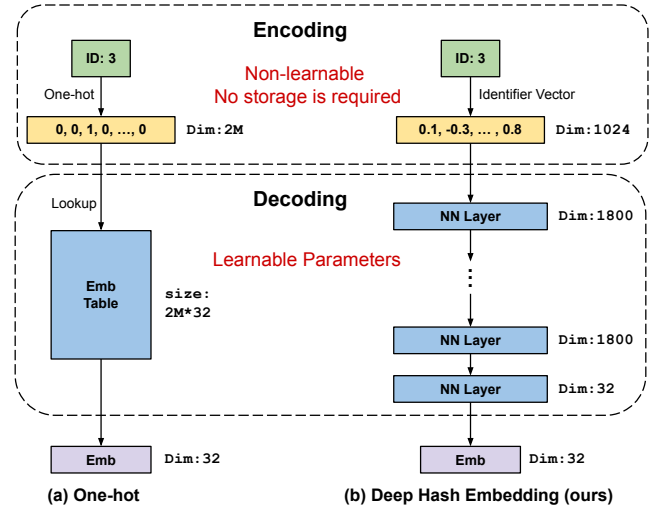 Encoding
ID: 3
ID: 3
Non-learnable
No storage is required
One-hot
Identifier Vector
0, 0, 1, 0, ..., 0
Dim:2M
0.1, -0.3, ... , 0.8
Dim:1024
Decoding
Lookup
NN Layer
Dim:1800
Learnable Parameters
Emb
Table
size:
2M*32
NN Layer
Dim:1800
NN Layer
Dim:32
Emb
Dim:32
Emb
Dim:32
(a) One-hot
(b) Deep Hash Embedding (ours)